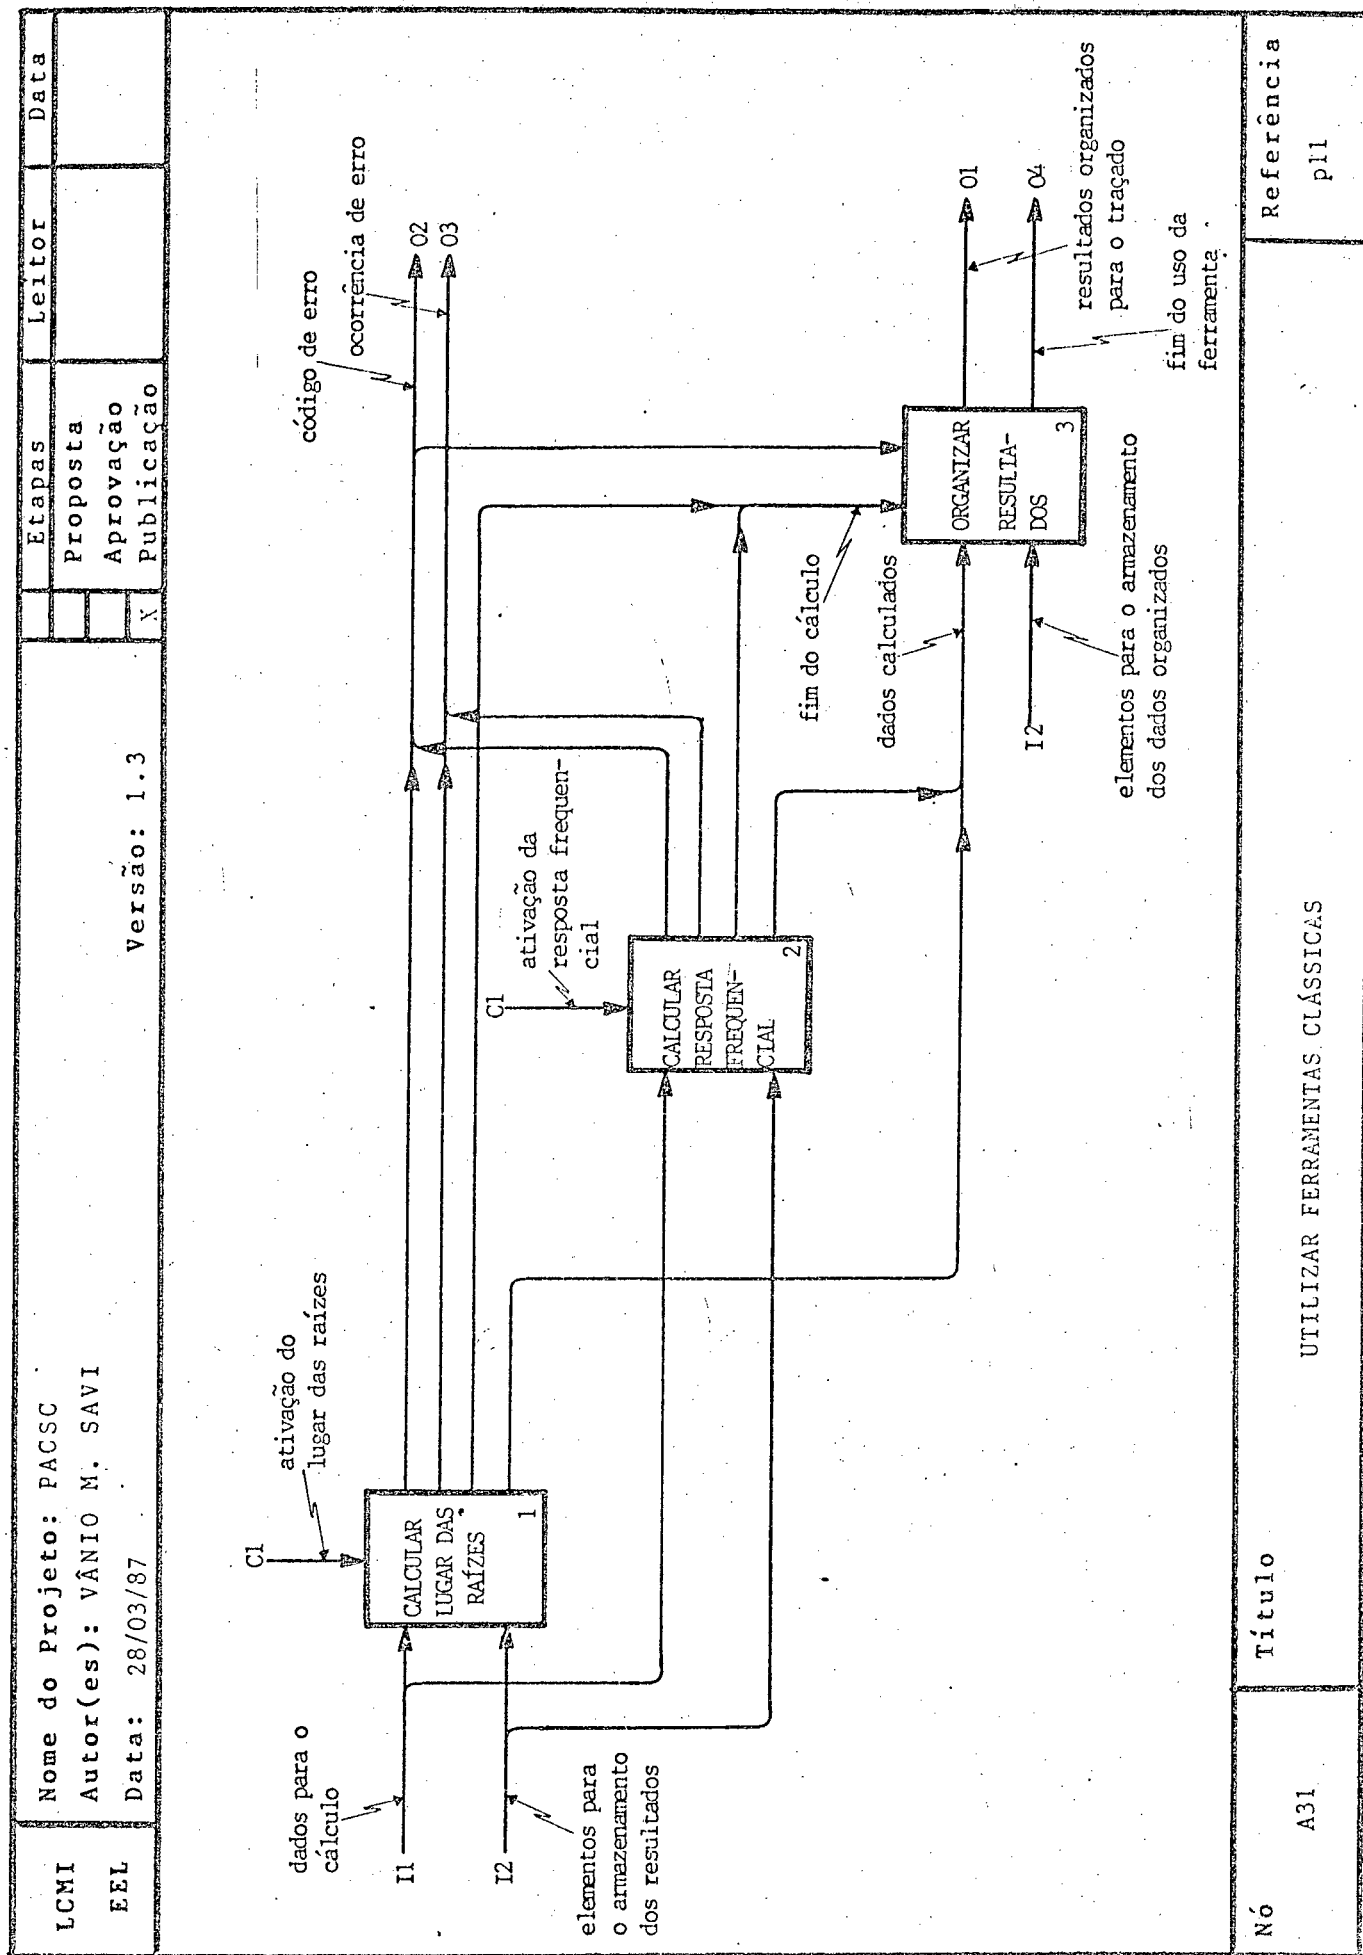 LCMI
EEL
Nome do Projeto: PACSC
Autor(es): VÂNIO M. SAVI
Data: 28/03/87
Versão: 1.3
Etapas
Leitor
Data
Proposta
Aprovação
X Publicação
dados para o
cálculo
I1
I2
elementos para
o armazenamento
dos resultados
C1
ativação do
lugar das raízes
CALCULAR
LUGAR DAS
RAÍZES
1
C1
ativação da
resposta frequen-
cial
CALCULAR
RESPOSTA
FREQUEN-
CIAL
2
código de erro
O2
O3
ocorrência de erro
fim do cálculo
dados calculados
I2
elementos para o armazenamento
dos dados organizados
ORGANIZAR
RESULTA-
DOS
3
O1
O4
resultados organizados
para o traçado
fim do uso da
ferramenta
Nó
A31
Título
UTILIZAR FERRAMENTAS CLÁSSICAS
Referência
p11